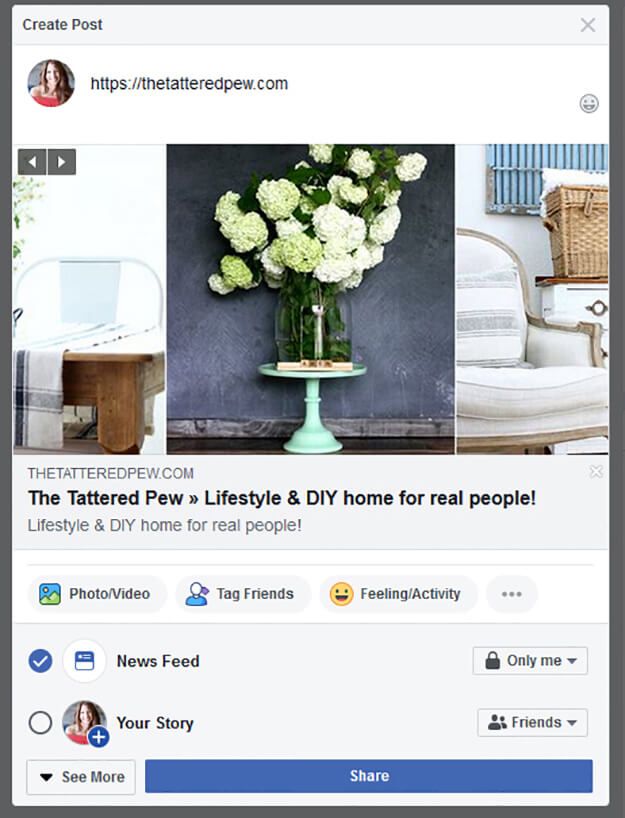 Create Post
https://thetatteredpew.com
THETATTEREDPEW.COM
The Tattered Pew » Lifestyle & DIY home for real people!
Lifestyle & DIY home for real people!
Photo/Video Tag Friends Feeling/Activity
News Feed Only me
Your Story Friends
See More Share